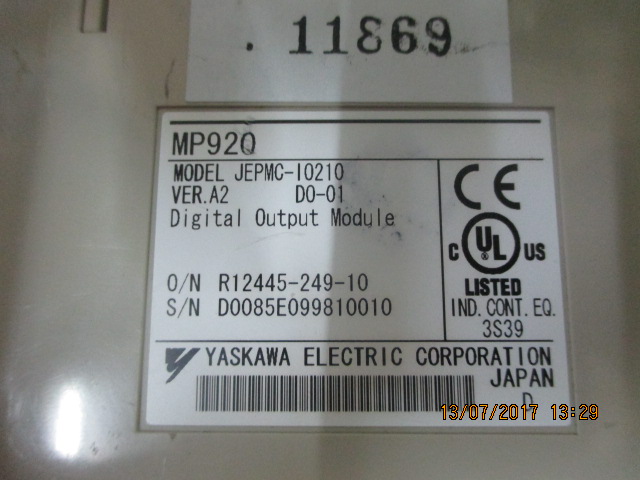 . 11869
MP920
MODEL JEPMC-IO210
VER.A2 DO-01
Digital Output Module
O/N R12445-249-10
S/N D0085E099810010
CE
C UL US
LISTED
IND. CONT. EQ.
3S39
YASKAWA ELECTRIC CORPORATION
JAPAN
D
13/07/2017 13:29